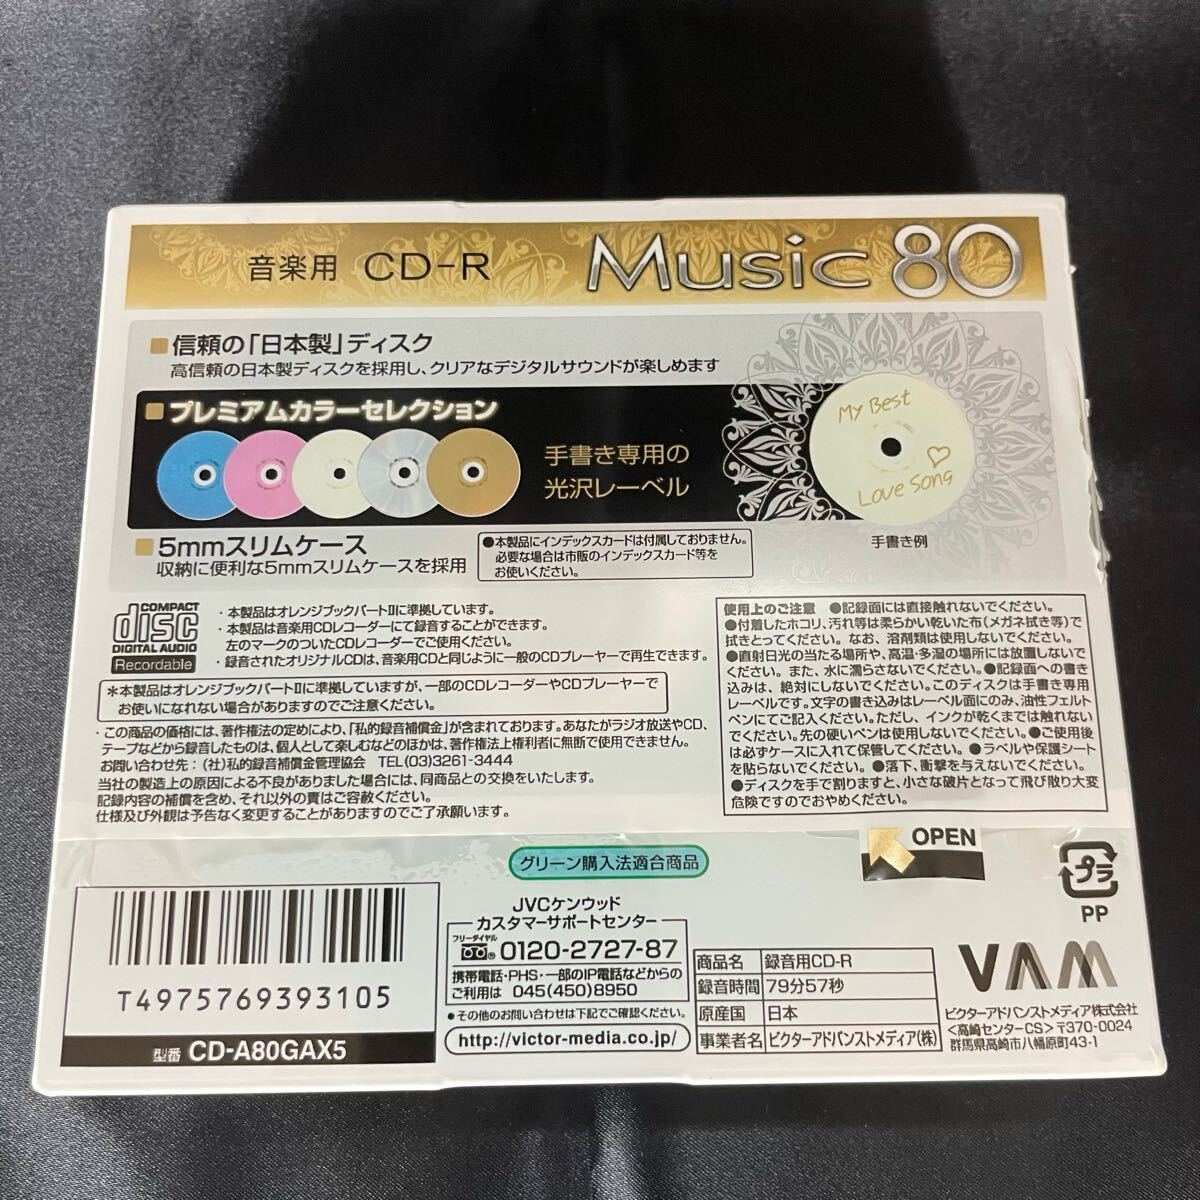 音楽用 CD-R Music 80
■信頼の「日本製」ディスク
高信頼の日本製ディスクを採用し、クリアなデジタルサウンドが楽しめます
■プレミアムカラーセレクション
手書き専用の
光沢レーベル
My Best
Love Song
手書き例
■5mmスリムケース
収納に便利な5mmスリムケースを採用
●本製品にインデックスカードは付属しておりません。
必要な場合は市販のインデックスカード等を
お使いください。
COMPACT
disc
DIGITAL AUDIO
Recordable
・本製品はオレンジブックパートⅡに準拠しています。
・本製品は音楽用CDレコーダーにて録音することができます。
左のマークのついたCDレコーダーでご使用ください。
・録音されたオリジナルCDは、音楽用CDと同じように一般のCDプレーヤーで再生できます。
*本製品はオレンジブックパートⅡに準拠していますが、一部のCDレコーダーやCDプレーヤーで
お使いになれない場合がありますのでご注意ください。
・この商品の価格には、著作権法の定めにより、「私的録音補償金」が含まれております。あなたがラジオ放送やCD、
テープなどから録音したものは、個人として楽しむなどのほかは、著作権法上権利者に無断で使用できません。
お問い合わせ先：(社)私的録音補償金管理協会 TEL(03)3261-3444
当社の製造上の原因による不良がありました場合には、同商品との交換をいたします。
記録内容の補償を含め、それ以外の責はご容赦ください。
仕様及び外観は予告なく変更することがありますのでご了承願います。
使用上のご注意 ●記録面には直接触れないでください。
●付着したホコリ、汚れ等は柔らかい乾いた布(メガネ拭き等)で
拭きとってください。なお、溶剤類は使用しないでください。
●直射日光の当たる場所や、高温・多湿の場所には放置しないで
ください。また、水に濡らさないでください。●記録面への書き
込みは、絶対にしないでください。このディスクは手書き専用
レーベルです。文字の書き込みはレーベル面にのみ、油性フェルト
ペンにてご記入ください。ただし、インクが乾くまでは触れない
でください。先の硬いペンは使用しないでください。●ご使用後
は必ずケースに入れて保管してください。●ラベルや保護シート
を貼らないでください。●落下、衝撃を与えないでください。
●ディスクを手で割りますと、小さな破片となって飛び散り大変
危険ですのでおやめください。
グリーン購入法適合商品
OPEN
プラ
PP
T4975769393105
型番 CD-A80GAX5
JVCケンウッド
カスタマーサポートセンター
フリーダイヤル
0120-2727-87
携帯電話・PHS・一部のIP電話などからの
ご利用は 045(450)8950
●その他のお問い合わせは下記でご確認ください。
http://victor-media.co.jp/
商品名 録音用CD-R
録音時間 79分57秒
原産国 日本
事業者名 ビクターアドバンストメディア(株)
VAM
ビクターアドバンストメディア株式会社
<高崎センターCS>〒370-0024
群馬県高崎市八幡原町43-1